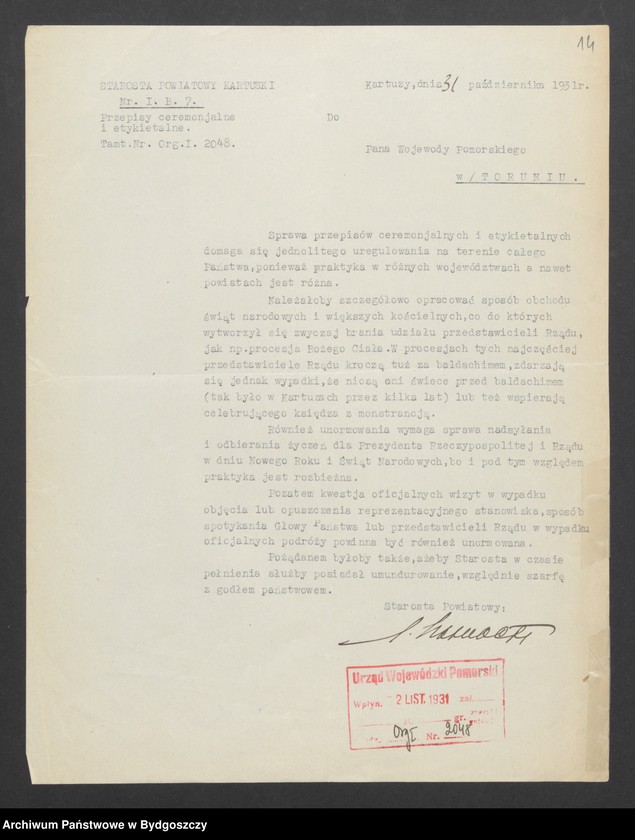 14
STAROSTA POWIATOWY KARTUSKI
Kartuzy,dnia 31 października 1931r.
Nr. I. B. 7.
Przepisy ceremonjalne
i etykietalne.
Do
Tamt.Nr. Org.I. 2048.
Pana Wojewody Pomorskiego
w/TORUNIU.
Sprawa przepisów ceremonjalnych i etykietalnych
domaga się jednolitego uregulowania na terenie całego
Państwa,ponieważ praktyka w różnych województwach a nawet
powiatach jest różna.
Należałoby szczegółowo opracować sposób obchodu
świąt narodowych i większych kościelnych,co do których
wytworzył się zwyczaj brania udziału przedstawicieli Rządu,
jak np.procesja Bożego Ciała.W procesjach tych najczęściej
przedstawiciele Rządu kroczą tuż za baldachimem,zdarzają
się jednak wypadki,że niosą oni świece przed baldachimem
(tak było w Kartuzach przez kilka lat) lub też wspierają
celebrującego księdza z monstrancją.
Również unormowania wymaga sprawa nadsyłania
i odbierania życzeń dla Prezydenta Rzeczypospolitej i Rządu
w dniu Nowego Roku i Świąt Narodowych,bo i pod tym względem
praktyka jest rozbieżna.
Pozatem kwestja oficjalnych wizyt w wypadku
objęcia lub opuszczenia reprezentacyjnego stanowiska,sposób
spotykania Głowy Państwa lub przedstawicieli Rządu w wypadku
oficjalnych podróży powinna być również unormowana.
Pożądanem byłoby także,ażeby Starosta w czasie
pełnienia służby posiadał umundurowanie,względnie szarfę
z godłem państwowem.
Starosta Powiatowy:
Urząd Wojewódzki Pomorski
Wpłyn. 2 LIST.1931 zał.
gr.
Org I Nr. 2048
Archiwum Państwowe w Bydgoszczy